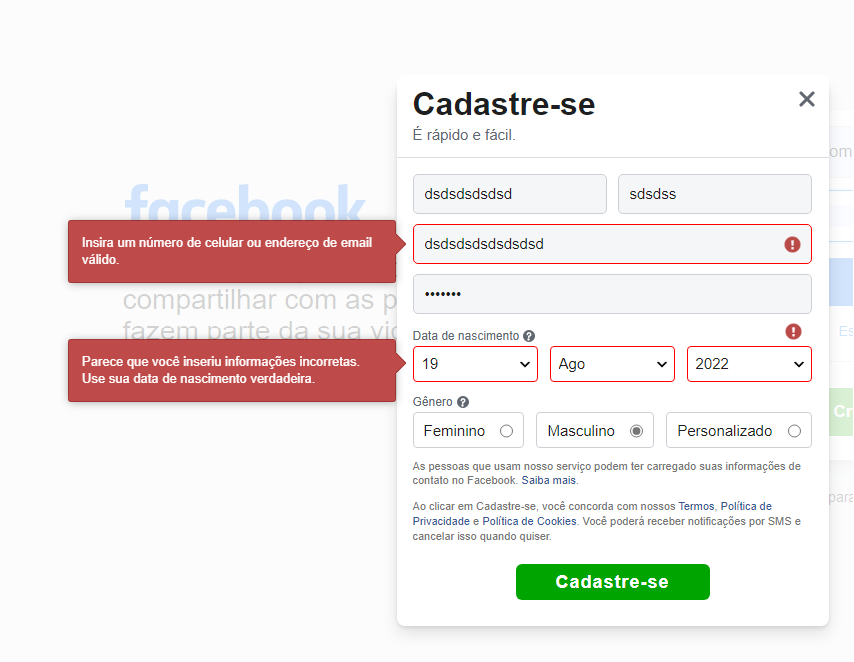 Cadastre-se
É rápido e fácil.
om
dsdsdsdsdsd
sdsdss
facebook
Insira um número de celular ou endereço de email
válido.
dsdsdsdsdsdsdsd
•••••••
compartilhar com as p
fazem parte da sua vi
Data de nascimento
Es
Parece que você inseriu informações incorretas.
Use sua data de nascimento verdadeira.
19
Ago
2022
Gênero
Cr
Feminino
Masculino
Personalizado
As pessoas que usam nosso serviço podem ter carregado suas informações de
contato no Facebook. Saiba mais.
para
Ao clicar em Cadastre-se, você concorda com nossos Termos, Política de
Privacidade e Política de Cookies. Você poderá receber notificações por SMS e
cancelar isso quando quiser.
Cadastre-se